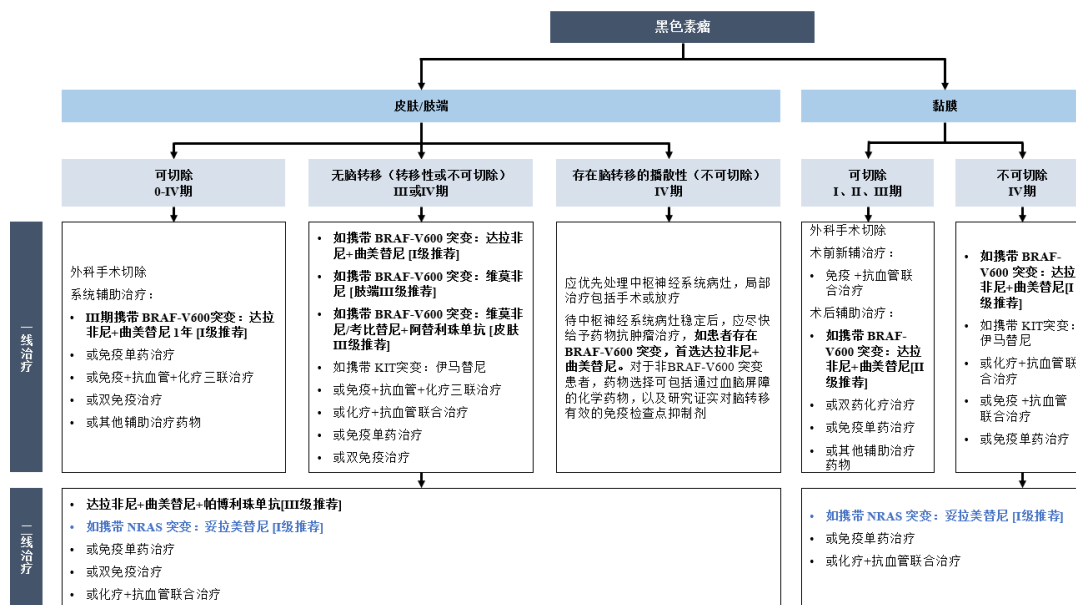 黑色素瘤
皮肤/肢端
黏膜
可切除
0-IV期
无脑转移（转移性或不可切除）
III或IV期
存在脑转移的播散性（不可切除）
IV期
可切除
I、II、III期
不可切除
IV期
一线治疗
外科手术切除
系统辅助治疗：
• III期携带 BRAF-V600突变：达拉
非尼+曲美替尼 1年 [I级推荐]
• 或免疫单药治疗
• 或免疫+抗血管+化疗三联治疗
• 或双免疫治疗
• 或其他辅助治疗药物
• 如携带 BRAF-V600 突变：达拉非
尼+曲美替尼 [I级推荐]
• 如携带 BRAF-V600 突变：维莫非
尼 [肢端III级推荐]
• 如携带 BRAF-V600 突变：维莫非
尼/考比替尼+阿替利珠单抗 [皮肤
III级推荐]
• 如携带 KIT突变：伊马替尼
• 或免疫+抗血管+化疗三联治疗
• 或化疗+抗血管联合治疗
• 或免疫单药治疗
• 或双免疫治疗
应优先处理中枢神经系统病灶，局部
治疗包括手术或放疗
待中枢神经系统病灶稳定后，应尽快
给予药物抗肿瘤治疗，如患者存在
BRAF-V600 突变，首选达拉非尼+
曲美替尼。对于非BRAF-V600 突变
患者，药物选择可包括通过血脑屏障
的化学药物，以及研究证实对脑转移
有效的免疫检查点抑制剂
外科手术切除
术前新辅治疗：
• 免疫 +抗血管联
合治疗
术后辅助治疗：
• 如携带 BRAF-
V600 突变：达拉
非尼+曲美替尼[II
级推荐]
• 或双药化疗治疗
• 或免疫单药治疗
• 或其他辅助治疗
药物
• 如携带 BRAF-
V600 突变：达拉
非尼+曲美替尼[I
级推荐]
• 如携带 KIT突变：
伊马替尼
• 或化疗+抗血管联
合治疗
• 或免疫 +抗血管
联合治疗
• 或免疫单药治疗
二线治疗
• 达拉非尼+曲美替尼+帕博利珠单抗[III级推荐]
• 如携带 NRAS 突变：妥拉美替尼 [I级推荐]
• 或免疫单药治疗
• 或双免疫治疗
• 或化疗+抗血管联合治疗
• 如携带 NRAS 突变：妥拉美替尼 [I级推荐]
• 或免疫单药治疗
• 或化疗+抗血管联合治疗